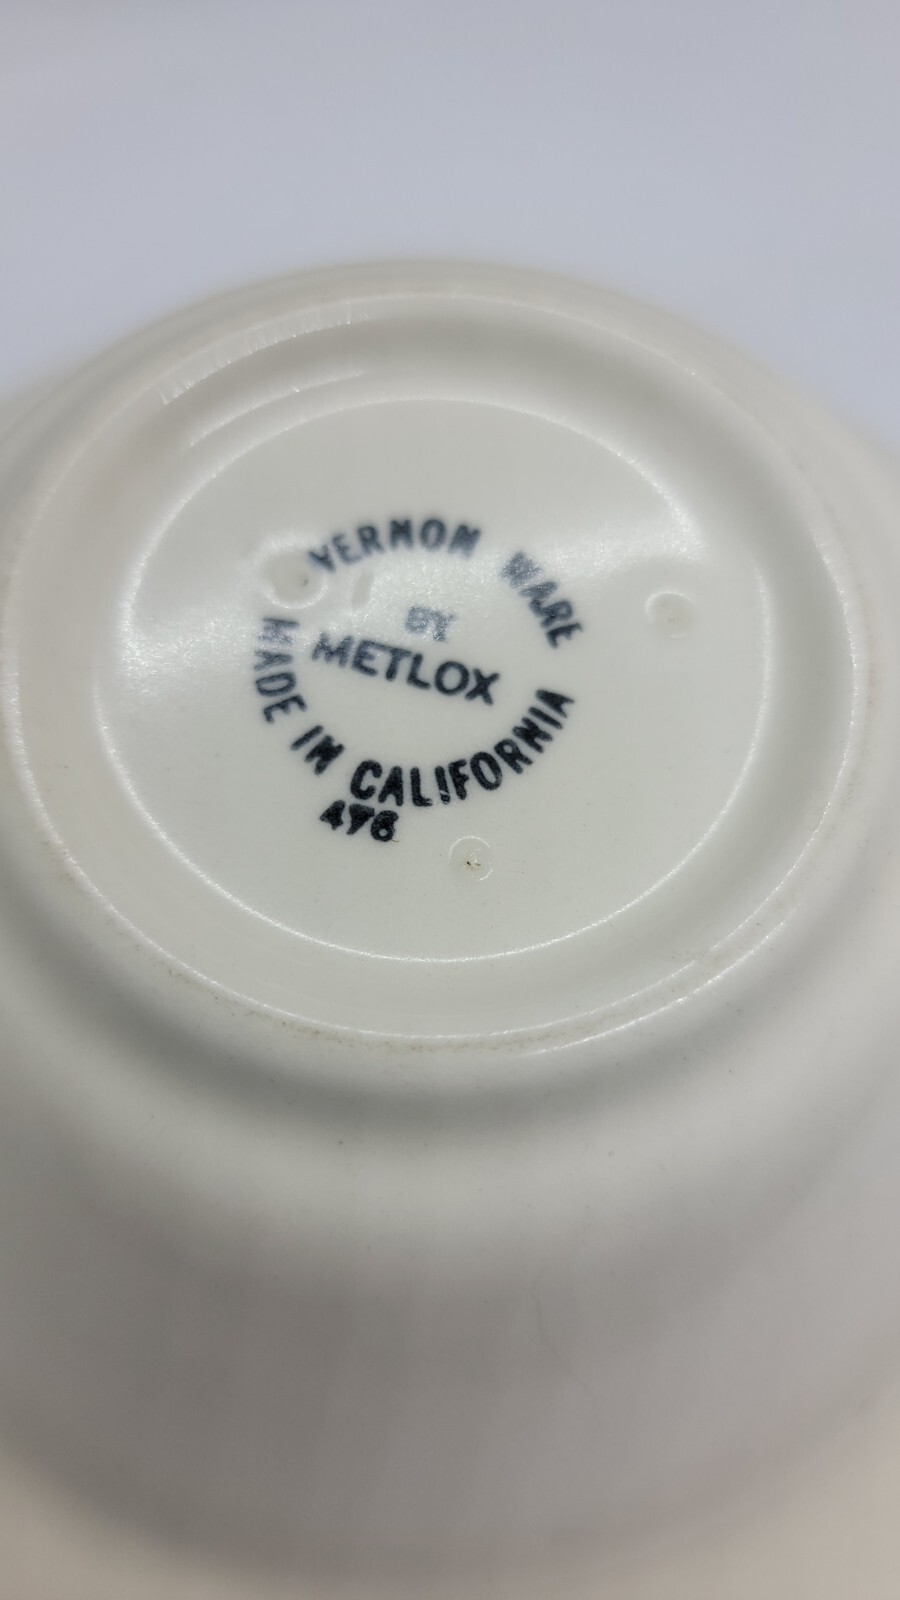 VERNON WARE
BY
METLOX
MADE IN CALIFORNIA
476